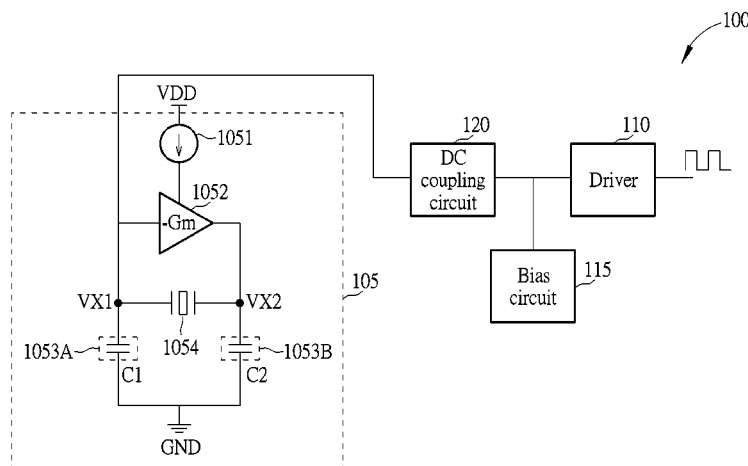 100
VDD
1051
120
110
DC
coupling
circuit
Driver
1052
-Gm
Bias
circuit
115
105
VX1
VX2
1054
1053A
1053B
C1
C2
GND